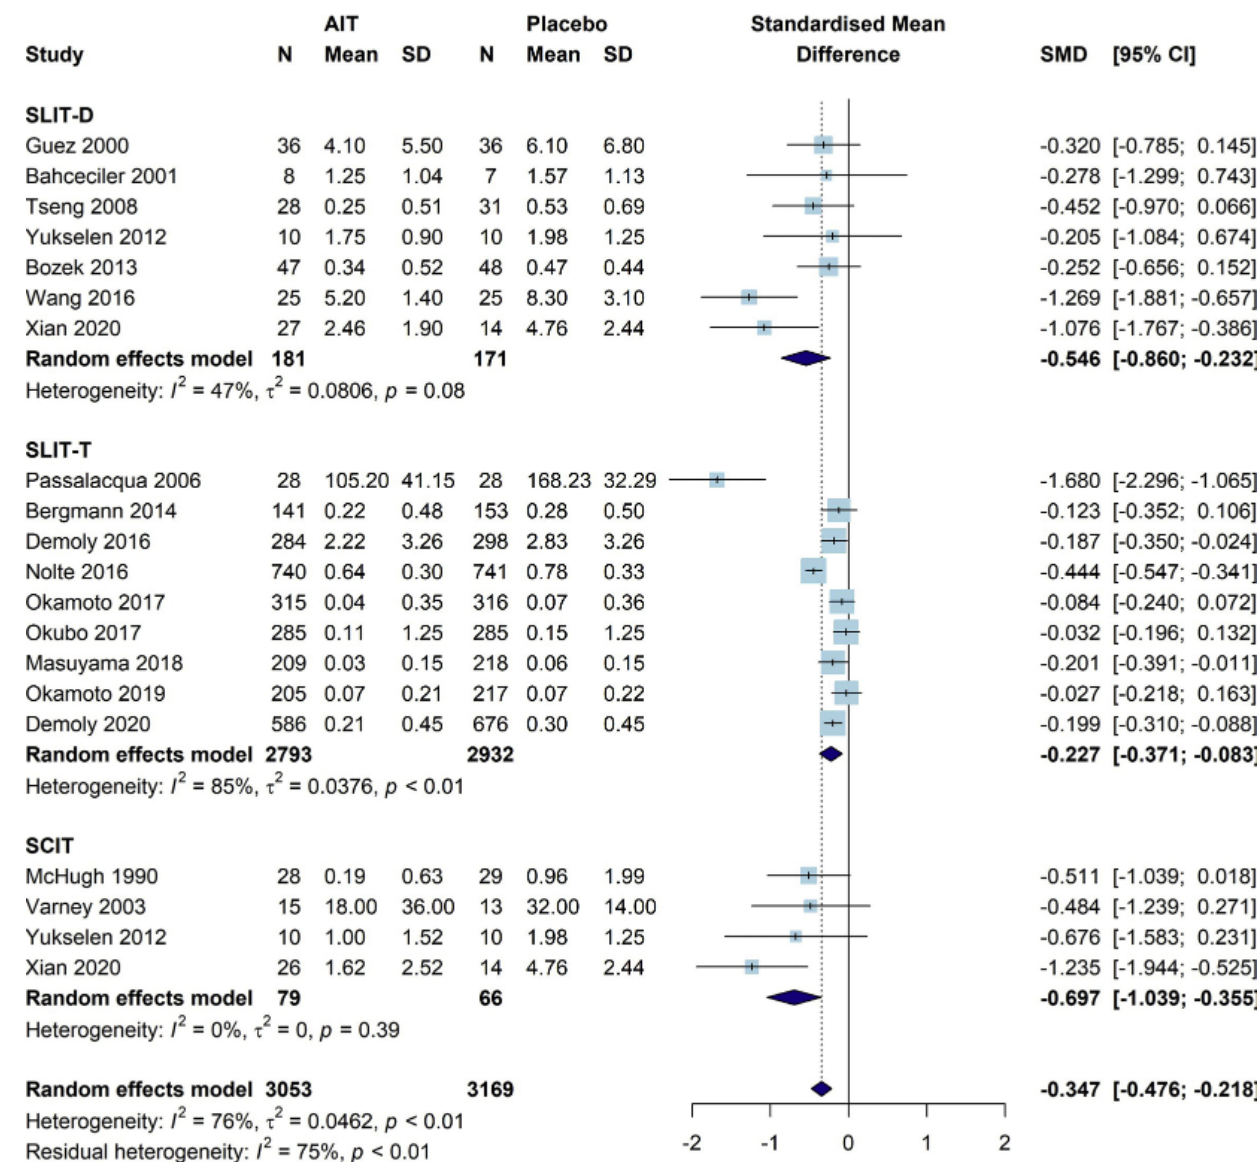 AIT Placebo Standardised Mean
Study N Mean SD N Mean SD Difference SMD [95% CI]
SLIT-D
Guez 2000 36 4.10 5.50 36 6.10 6.80 -0.320 [-0.785; 0.145]
Bahceciler 2001 8 1.25 1.04 7 1.57 1.13 -0.278 [-1.299; 0.743]
Tseng 2008 28 0.25 0.51 31 0.53 0.69 -0.452 [-0.970; 0.066]
Yukselen 2012 10 1.75 0.90 10 1.98 1.25 -0.205 [-1.084; 0.674]
Bozek 2013 47 0.34 0.52 48 0.47 0.44 -0.252 [-0.656; 0.152]
Wang 2016 25 5.20 1.40 25 8.30 3.10 -1.269 [-1.881; -0.657]
Xian 2020 27 2.46 1.90 14 4.76 2.44 -1.076 [-1.767; -0.386]
Random effects model 181 171 -0.546 [-0.860; -0.232]
Heterogeneity: I² = 47%, τ² = 0.0806, p = 0.08
SLIT-T
Passalacqua 2006 28 105.20 41.15 28 168.23 32.29 -1.680 [-2.296; -1.065]
Bergmann 2014 141 0.22 0.48 153 0.28 0.50 -0.123 [-0.352; 0.106]
Demoly 2016 284 2.22 3.26 298 2.83 3.26 -0.187 [-0.350; -0.024]
Nolte 2016 740 0.64 0.30 741 0.78 0.33 -0.444 [-0.547; -0.341]
Okamoto 2017 315 0.04 0.35 316 0.07 0.36 -0.084 [-0.240; 0.072]
Okubo 2017 285 0.11 1.25 285 0.15 1.25 -0.032 [-0.196; 0.132]
Masuyama 2018 209 0.03 0.15 218 0.06 0.15 -0.201 [-0.391; -0.011]
Okamoto 2019 205 0.07 0.21 217 0.07 0.22 -0.027 [-0.218; 0.163]
Demoly 2020 586 0.21 0.45 676 0.30 0.45 -0.199 [-0.310; -0.088]
Random effects model 2793 2932 -0.227 [-0.371; -0.083]
Heterogeneity: I² = 85%, τ² = 0.0376, p < 0.01
SCIT
McHugh 1990 28 0.19 0.63 29 0.96 1.99 -0.511 [-1.039; 0.018]
Varney 2003 15 18.00 36.00 13 32.00 14.00 -0.484 [-1.239; 0.271]
Yukselen 2012 10 1.00 1.52 10 1.98 1.25 -0.676 [-1.583; 0.231]
Xian 2020 26 1.62 2.52 14 4.76 2.44 -1.235 [-1.944; -0.525]
Random effects model 79 66 -0.697 [-1.039; -0.355]
Heterogeneity: I² = 0%, τ² = 0, p = 0.39
Random effects model 3053 3169 -0.347 [-0.476; -0.218]
Heterogeneity: I² = 76%, τ² = 0.0462, p < 0.01
Residual heterogeneity: I² = 75%, p < 0.01
-2 -1 0 1 2